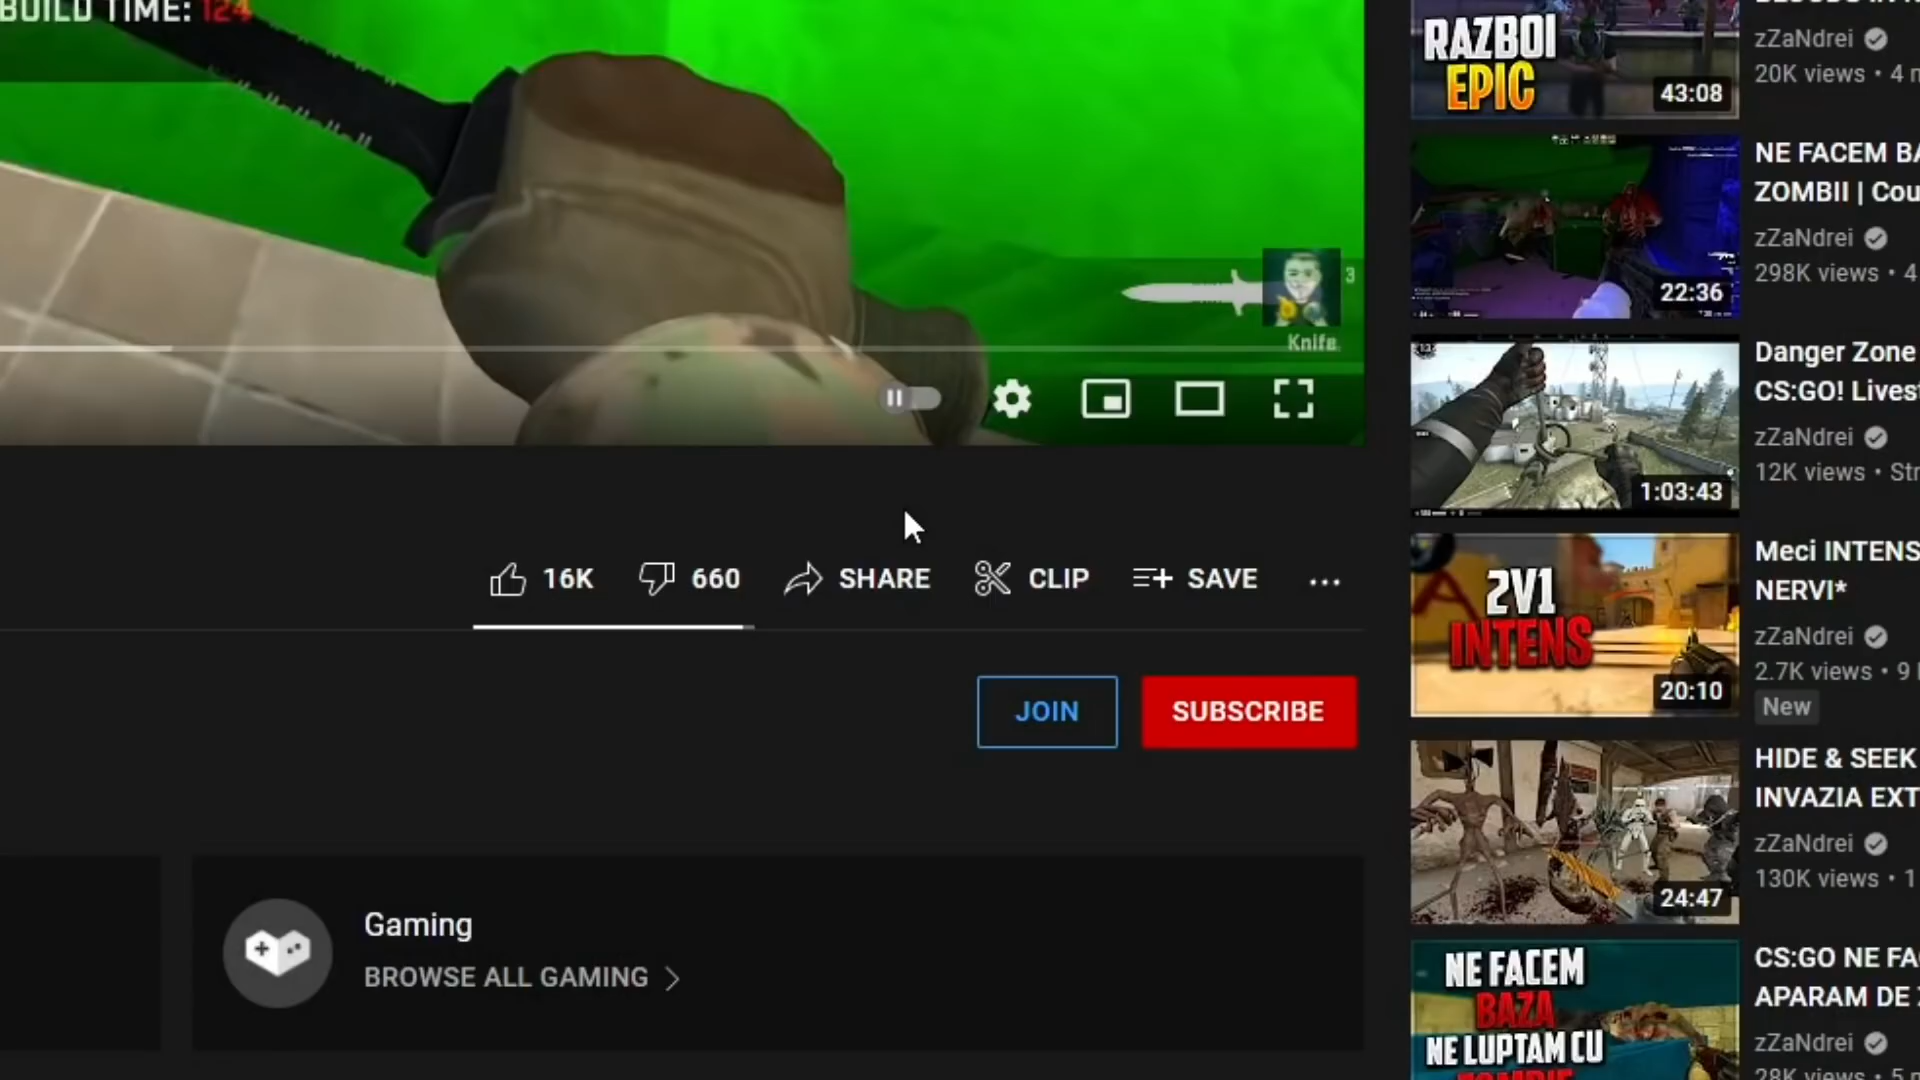 BUILD TIME: 124
3
Knife
16K
660
SHARE
CLIP
SAVE
JOIN
SUBSCRIBE
Gaming
BROWSE ALL GAMING
RAZBOI
EPIC
43:08
zZaNdrei
20K views • 4
22:36
NE FACEM
ZOMBII | Cou
zZaNdrei
298K views • 4
1:03:43
Danger Zone
CS:GO! Lives
zZaNdrei
12K views • Str
2V1
INTENS
20:10
Meci INTENS
NERVI*
zZaNdrei
2.7K views • 9
New
24:47
HIDE & SEEK
INVAZIA EXT
zZaNdrei
130K views • 1
NE FACEM
BAZA
NE LUPTAM CU
CS:GO NE FA
APARAM DE
zZaNdrei
28K views • 5